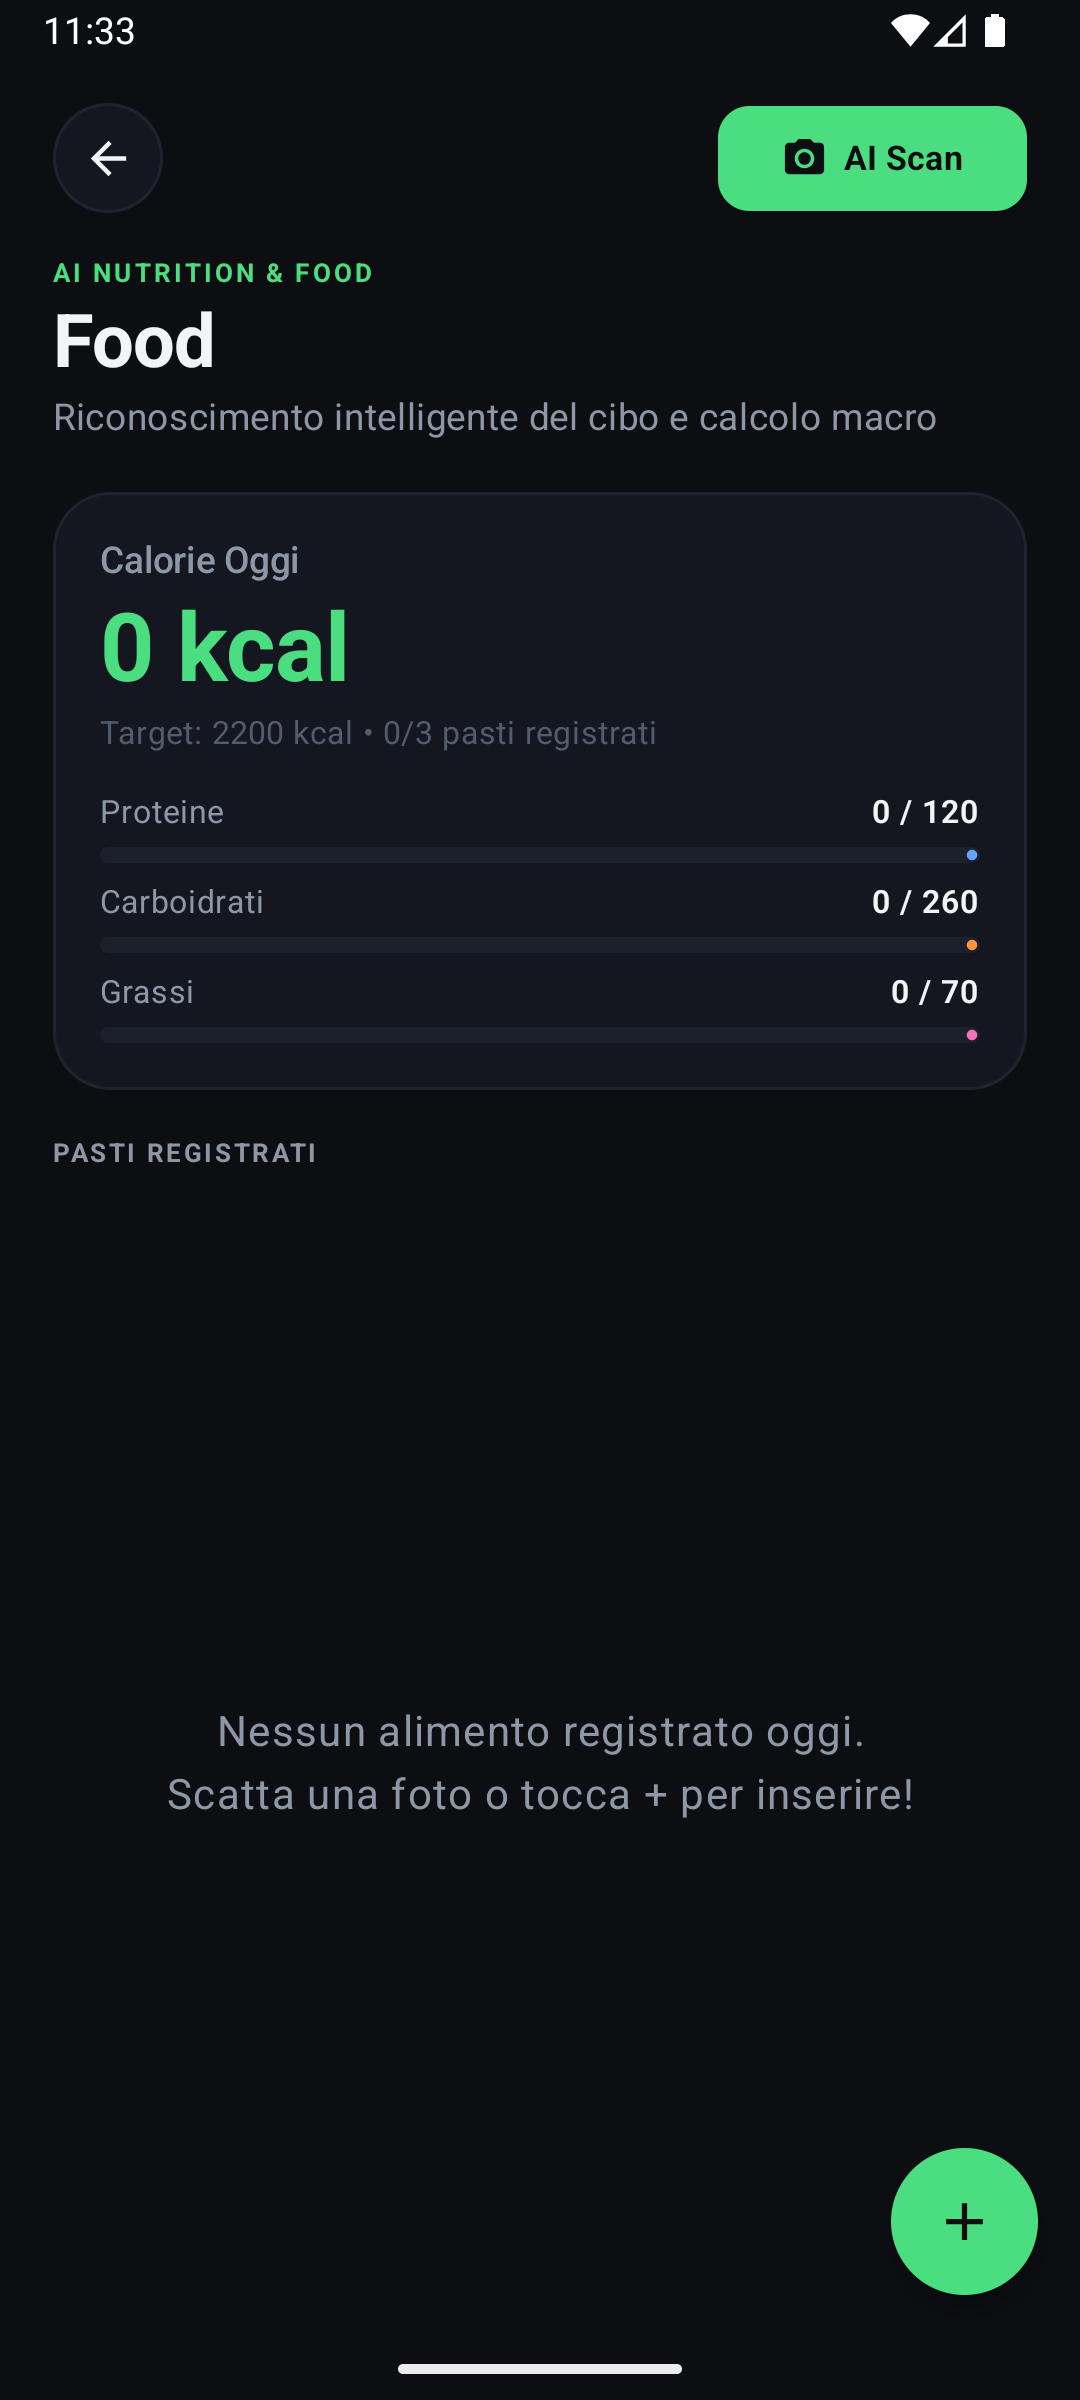 11:33
AI Scan
AI NUTRITION & FOOD
Food
Riconoscimento intelligente del cibo e calcolo macro
Calorie Oggi
0 kcal
Target: 2200 kcal • 0/3 pasti registrati
Proteine 0 / 120
Carboidrati 0 / 260
Grassi 0 / 70
PASTI REGISTRATI
Nessun alimento registrato oggi.
Scatta una foto o tocca + per inserire!